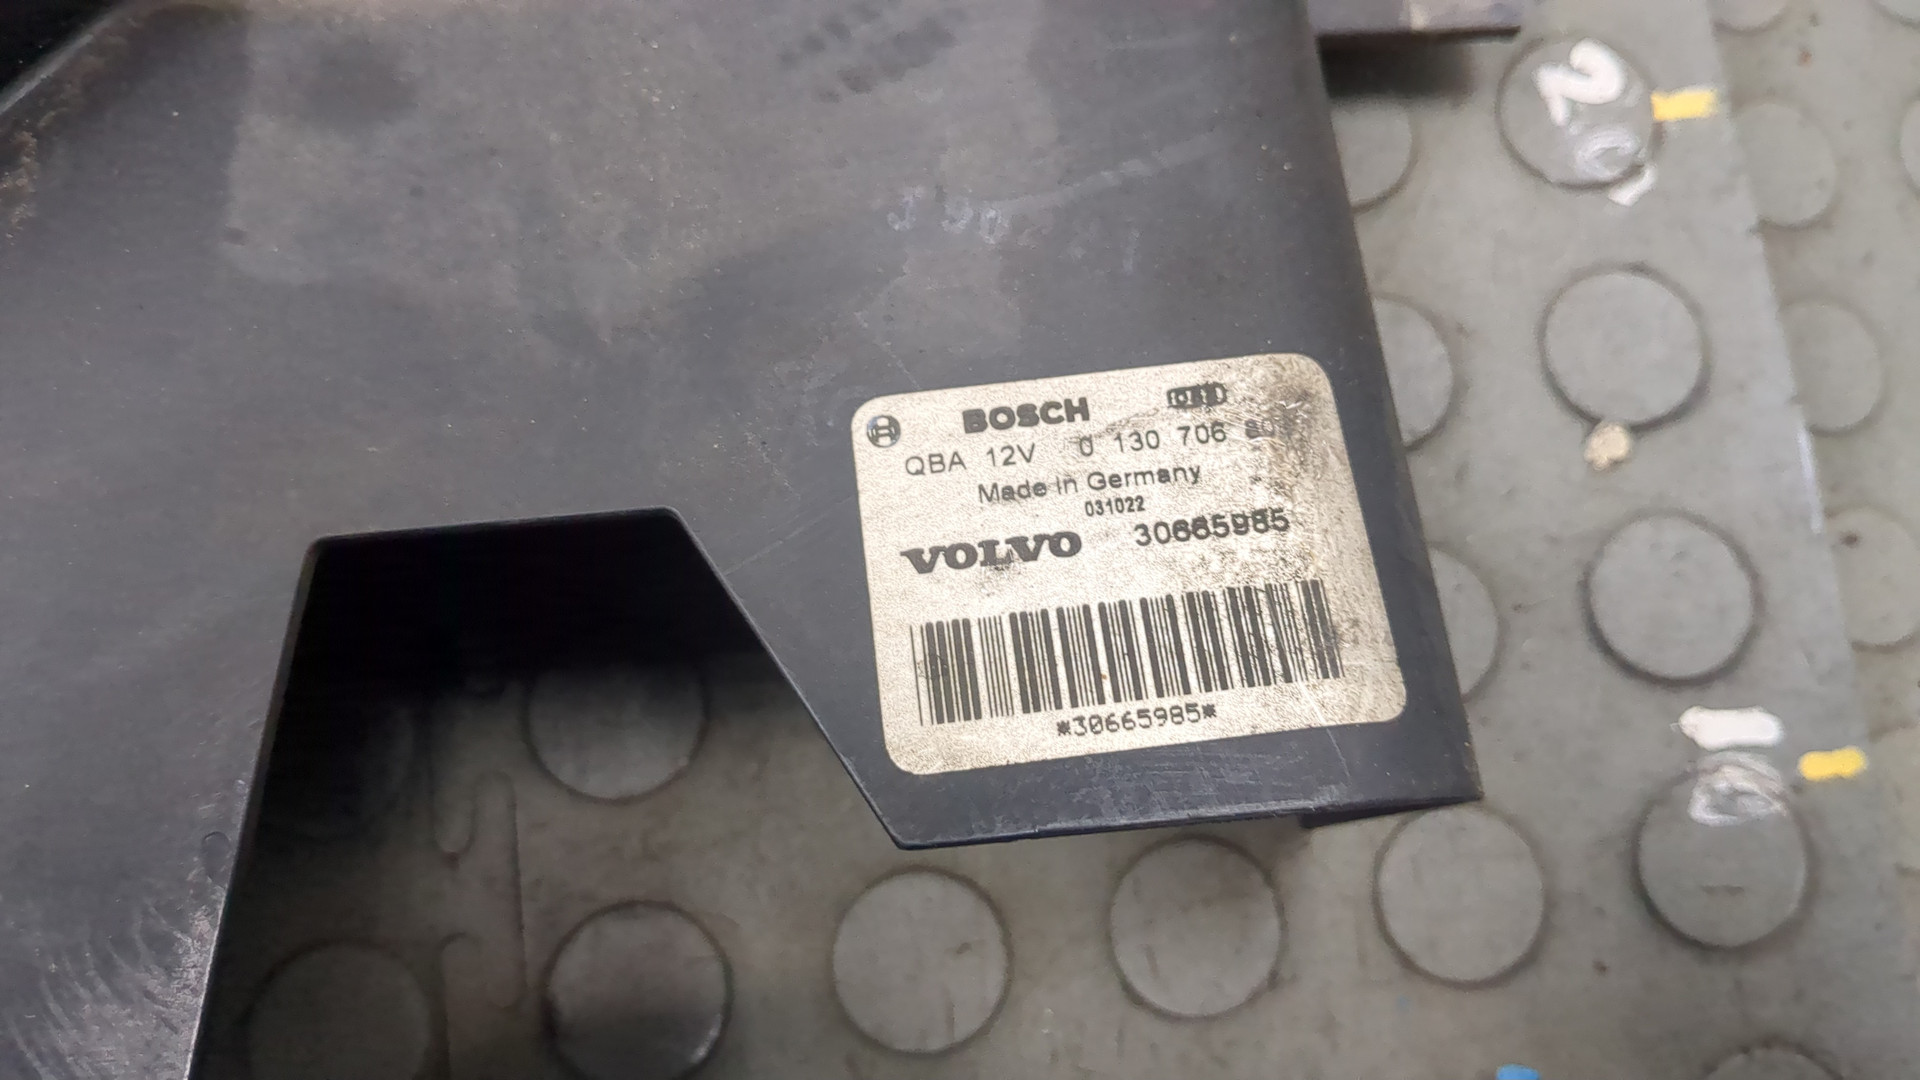 BOSCH
QBA 12V 0 130 706
Made in Germany
031022
VOLVO 30665985
*30665985*